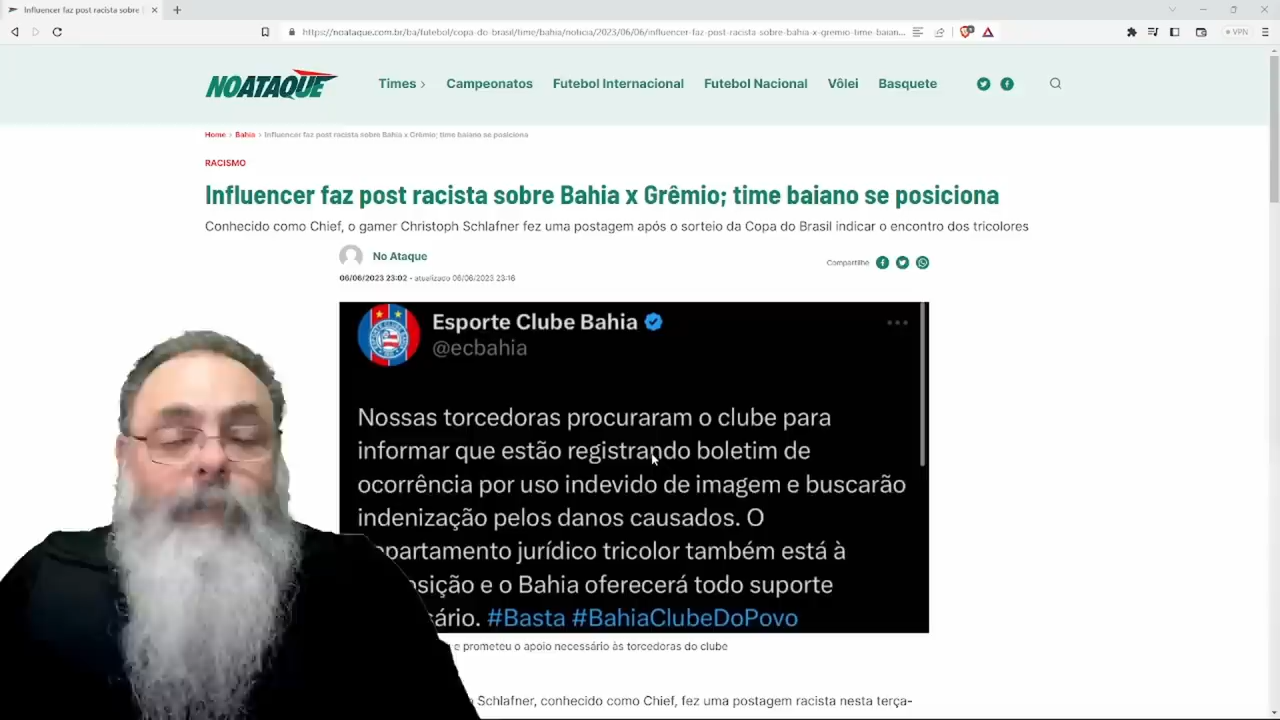 Influencer faz post racista sobre
https://noataque.com.br/ba/futebol/copa-do-brasil/time/bahia/noticia/2023/06/06/influencer-faz-post-racista-sobre-bahia-x-gremio-time-baian...
VPN
NOATAQUE
Times
Campeonatos
Futebol Internacional
Futebol Nacional
Vôlei
Basquete
Home > Bahia > Influencer faz post racista sobre Bahia x Grêmio; time baiano se posiciona
RACISMO
Influencer faz post racista sobre Bahia x Grêmio; time baiano se posiciona
Conhecido como Chief, o gamer Christoph Schlafner fez uma postagem após o sorteio da Copa do Brasil indicar o encontro dos tricolores
No Ataque
Compartilhe
06/06/2023 23:02 - atualizado 06/06/2023 23:16
Esporte Clube Bahia
@ecbahia
Nossas torcedoras procuraram o clube para
informar que estão registrando boletim de
ocorrência por uso indevido de imagem e buscarão
indenização pelos danos causados. O
partamento jurídico tricolor também está à
sição e o Bahia oferecerá todo suporte
sário. #Basta #BahiaClubeDoPovo
e prometeu o apoio necessário às torcedoras do clube
Schlafner, conhecido como Chief, fez uma postagem racista nesta terça-